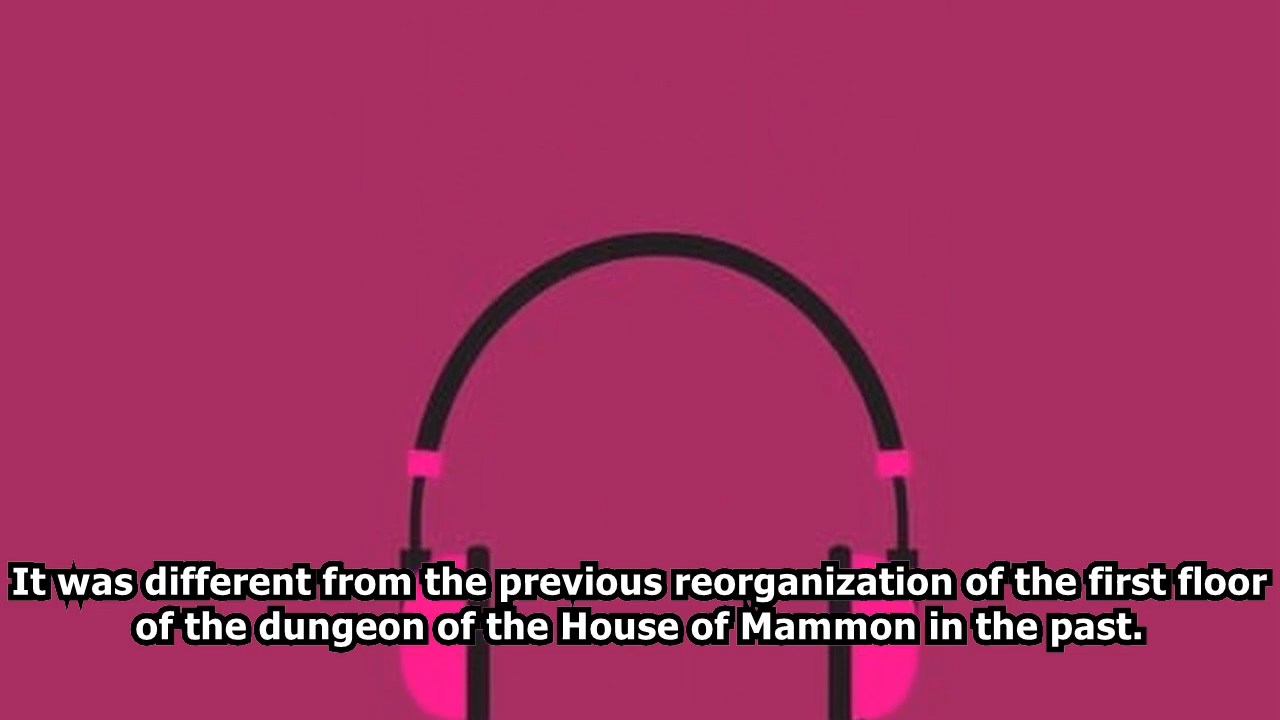 It was different from the previous reorganization of the first floor
of the dungeon of the House of Mammon in the past.